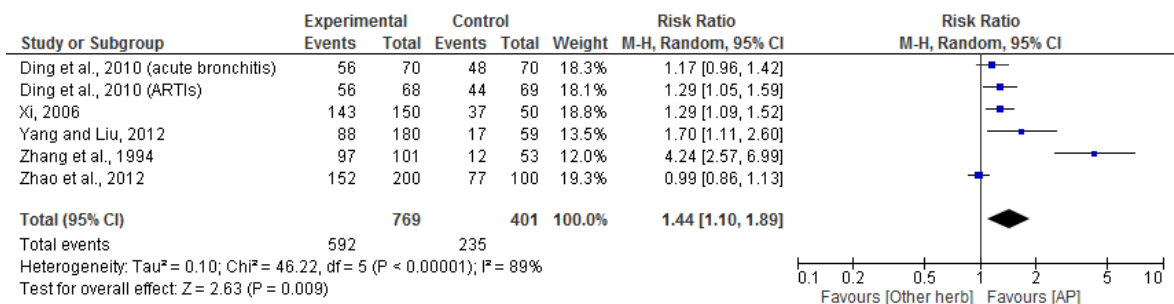 Experimental Control Risk Ratio Risk Ratio
Study or Subgroup Events Total Events Total Weight M-H, Random, 95% CI M-H, Random, 95% CI
Ding et al., 2010 (acute bronchitis) 56 70 48 70 18.3% 1.17 [0.96, 1.42]
Ding et al., 2010 (ARTIs) 56 68 44 69 18.1% 1.29 [1.05, 1.59]
Xi, 2006 143 150 37 50 18.8% 1.29 [1.09, 1.52]
Yang and Liu, 2012 88 180 17 59 13.5% 1.70 [1.11, 2.60]
Zhang et al., 1994 97 101 12 53 12.0% 4.24 [2.57, 6.99]
Zhao et al., 2012 152 200 77 100 19.3% 0.99 [0.86, 1.13]
Total (95% CI) 769 401 100.0% 1.44 [1.10, 1.89]
Total events 592 235
Heterogeneity: Tau² = 0.10; Chi² = 46.22, df = 5 (P < 0.00001); I² = 89%
Test for overall effect: Z = 2.63 (P = 0.009)
0.1 0.2 0.5 1 2 5 10
Favours [Other herb] Favours [AP]